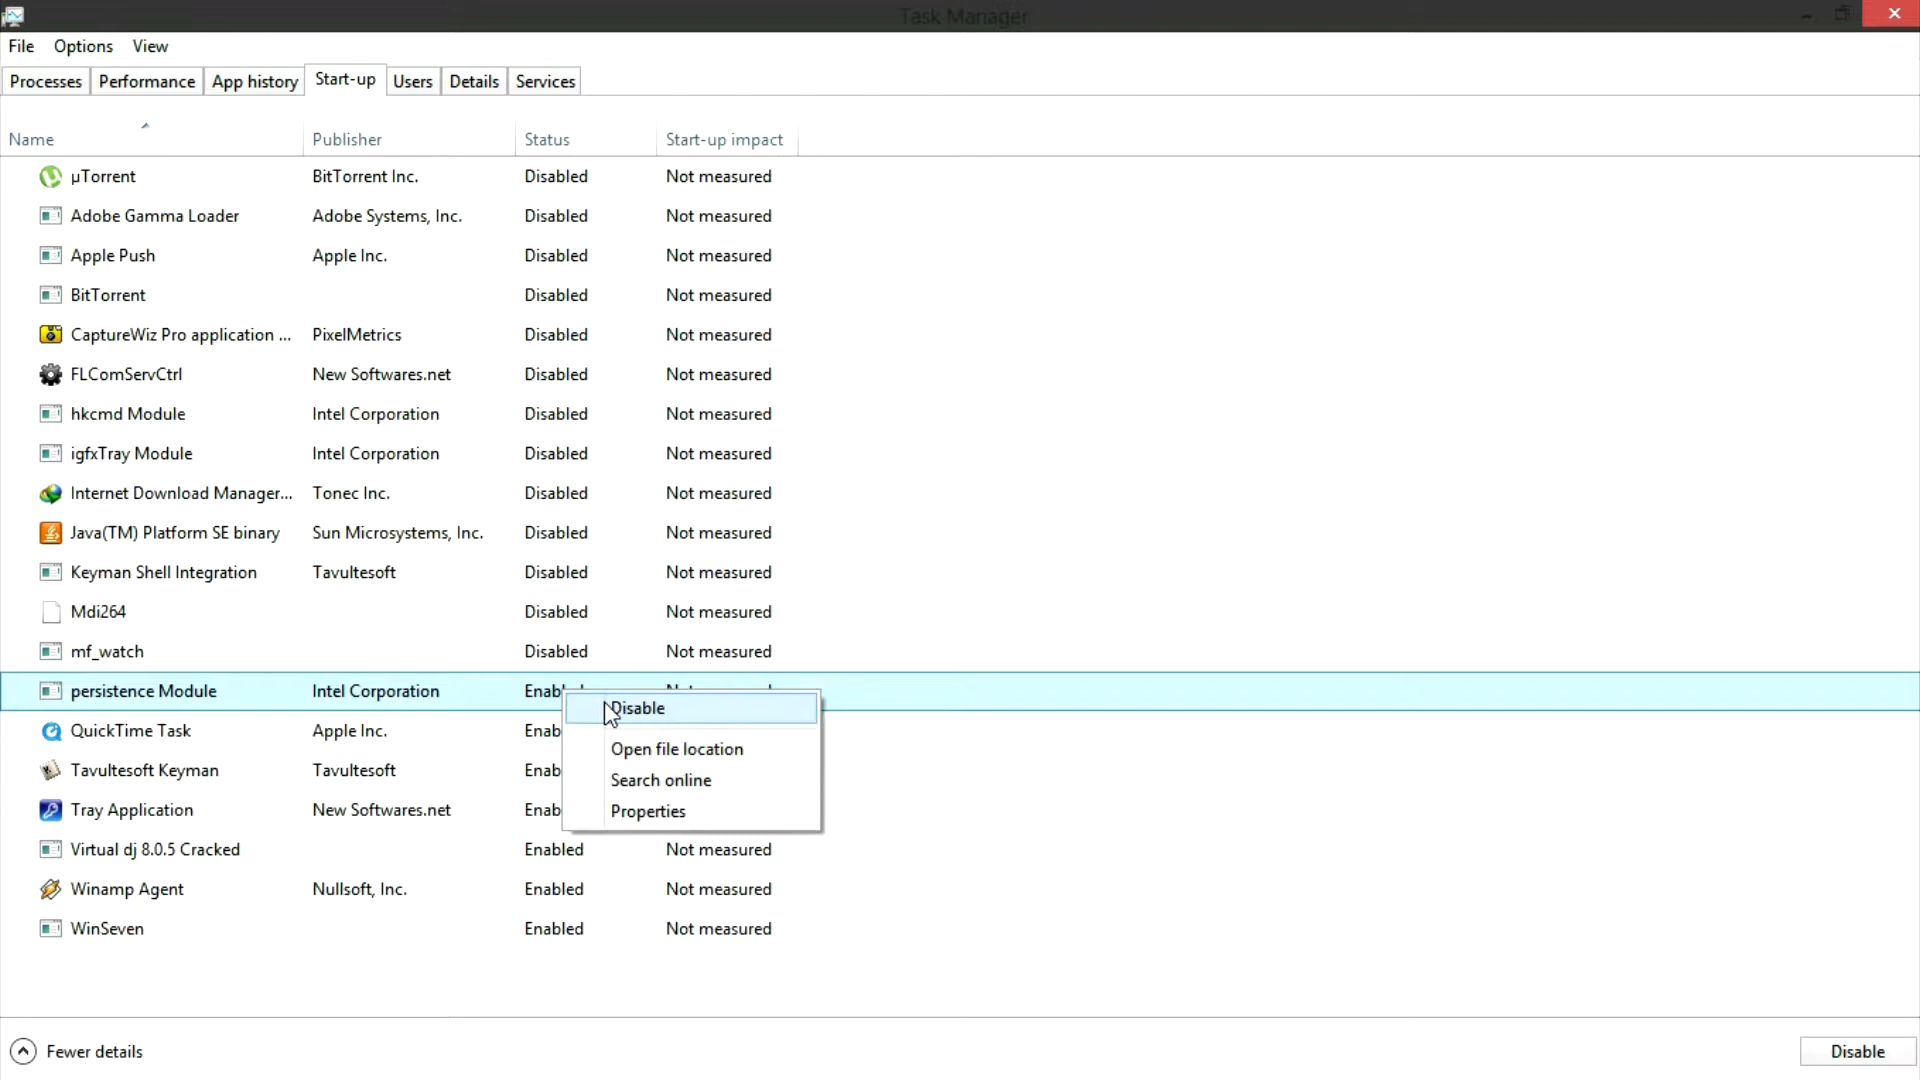 Task Manager
File Options View
Processes Performance App history Start-up Users Details Services
Name Publisher Status Start-up impact
µTorrent BitTorrent Inc. Disabled Not measured
Adobe Gamma Loader Adobe Systems, Inc. Disabled Not measured
Apple Push Apple Inc. Disabled Not measured
BitTorrent Disabled Not measured
CaptureWiz Pro application ... PixelMetrics Disabled Not measured
FLComServCtrl New Softwares.net Disabled Not measured
hkcmd Module Intel Corporation Disabled Not measured
igfxTray Module Intel Corporation Disabled Not measured
Internet Download Manager... Tonec Inc. Disabled Not measured
Java(TM) Platform SE binary Sun Microsystems, Inc. Disabled Not measured
Keyman Shell Integration Tavultesoft Disabled Not measured
Mdi264 Disabled Not measured
mf_watch Disabled Not measured
persistence Module Intel Corporation Enab
Disable
QuickTime Task Apple Inc. Enab
Open file location
Tavultesoft Keyman Tavultesoft Enab
Search online
Tray Application New Softwares.net Enab
Properties
Virtual dj 8.0.5 Cracked Enabled Not measured
Winamp Agent Nullsoft, Inc. Enabled Not measured
WinSeven Enabled Not measured
Fewer details Disable